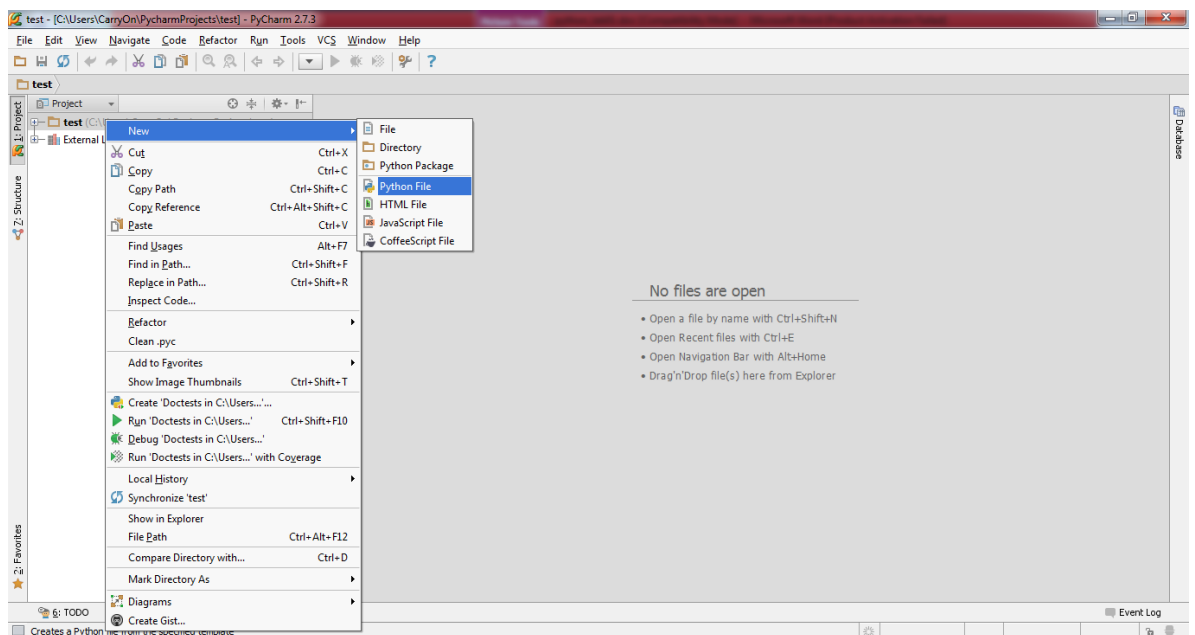 test - [C:\Users\CarryOn\PycharmProjects\test] - PyCharm 2.7.3
File Edit View Navigate Code Refactor Run Tools VCS Window Help
test
Project
1: Project
test (C:\
External L
7: Structure
2: Favorites
New
Cut Ctrl+X
Copy Ctrl+C
Copy Path Ctrl+Shift+C
Copy Reference Ctrl+Alt+Shift+C
Paste Ctrl+V
Find Usages Alt+F7
Find in Path... Ctrl+Shift+F
Replace in Path... Ctrl+Shift+R
Inspect Code...
Refactor
Clean .pyc
Add to Favorites
Show Image Thumbnails Ctrl+Shift+T
Create 'Doctests in C:\Users...'...
Run 'Doctests in C:\Users...' Ctrl+Shift+F10
Debug 'Doctests in C:\Users...'
Run 'Doctests in C:\Users...' with Coverage
Local History
Synchronize 'test'
Show in Explorer
File Path Ctrl+Alt+F12
Compare Directory with... Ctrl+D
Mark Directory As
Diagrams
Create Gist...
File
Directory
Python Package
Python File
HTML File
JavaScript File
CoffeeScript File
No files are open
• Open a file by name with Ctrl+Shift+N
• Open Recent files with Ctrl+E
• Open Navigation Bar with Alt+Home
• Drag'n'Drop file(s) here from Explorer
Database
6: TODO
Event Log
Creates a Python file from the specified template